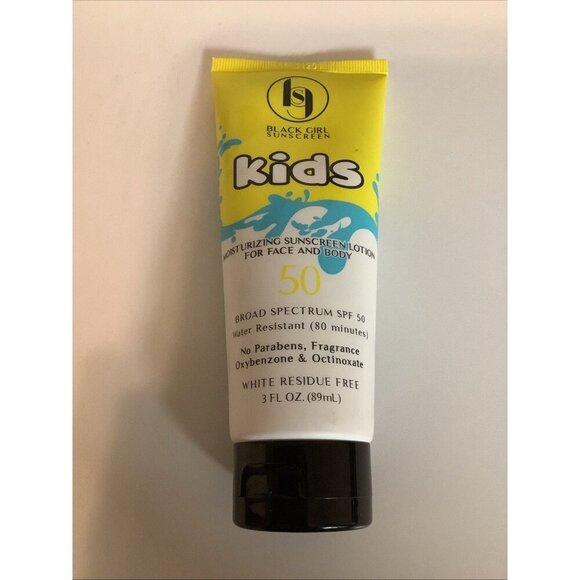 bsg
BLACK GIRL
SUNSCREEN
Kids
MOISTURIZING SUNSCREEN LOTION
FOR FACE AND BODY
50
BROAD SPECTRUM SPF 50
Water Resistant (80 minutes)
No Parabens, Fragrance
Oxybenzone & Octinoxate
WHITE RESIDUE FREE
3 FL OZ. (89mL)